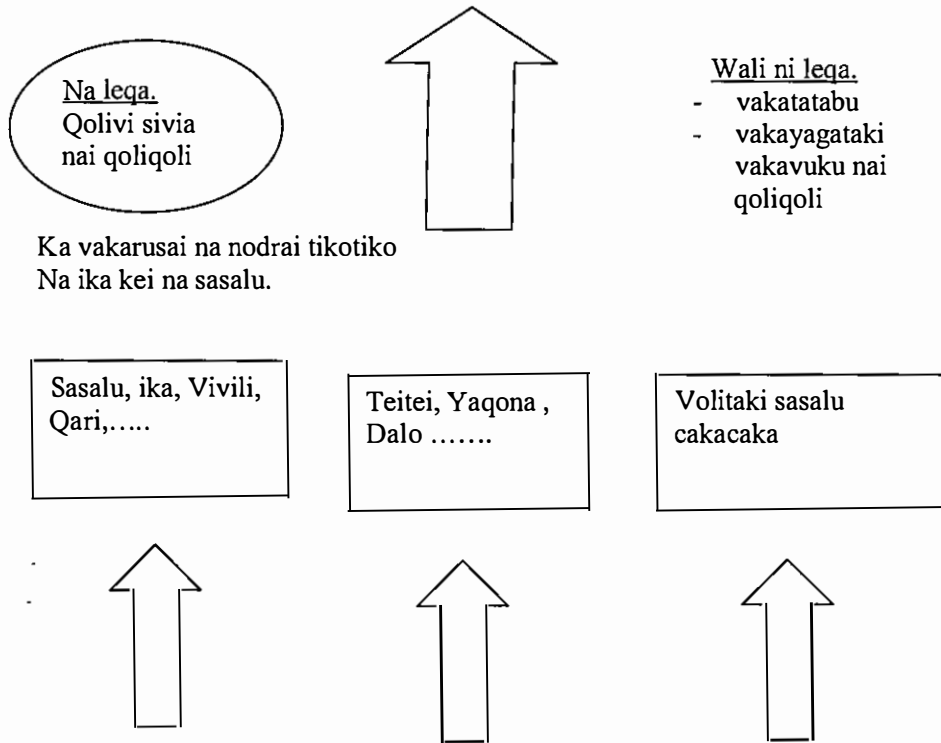 Na leqa.
Qolivi sivia
nai qoliqoli
Wali ni leqa.
- vakatatabu
- vakayagataki
vakavuku nai
qoliqoli
Ka vakarusai na nodrai tikotiko
Na ika kei na sasalu.
Sasalu, ika, Vivili,
Qari,.....
Teitei, Yaqona ,
Dalo .......
Volitaki sasalu
cakacaka